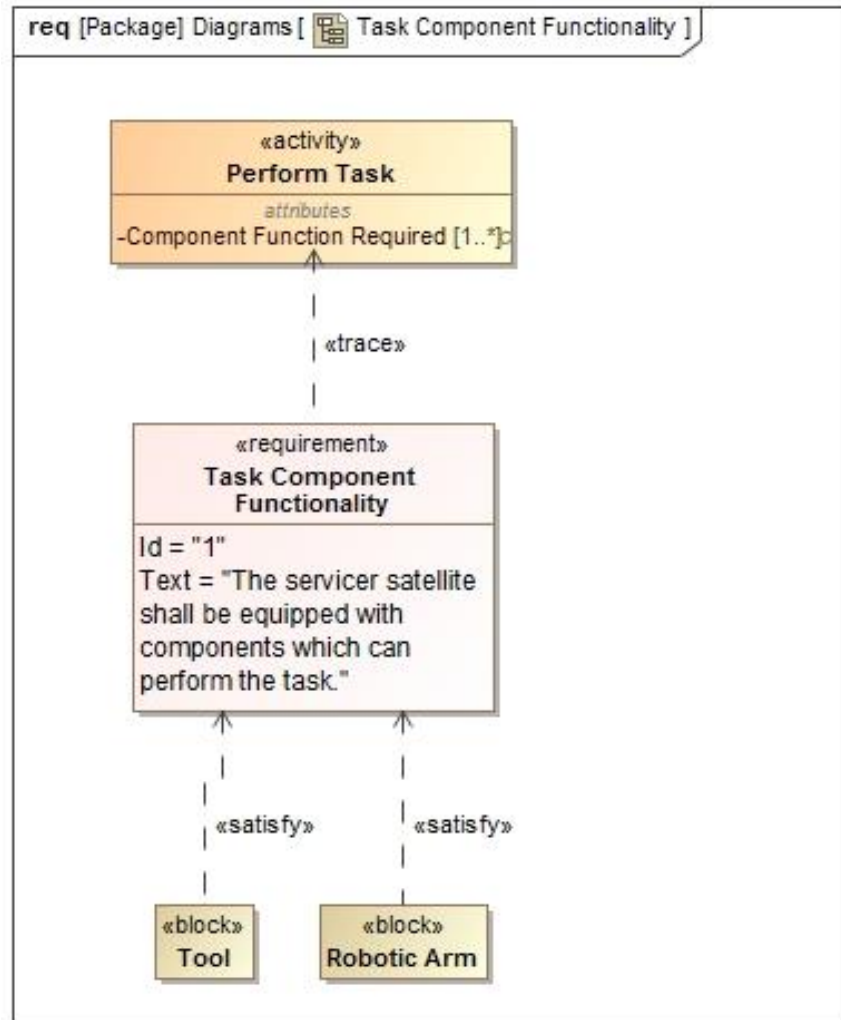 req [Package] Diagrams [ Task Component Functionality ]
«activity»
Perform Task
attributes
-Component Function Required [1..*]
«trace»
«requirement»
Task Component
Functionality
Id = "1"
Text = "The servicer satellite
shall be equipped with
components which can
perform the task."
«satisfy» «satisfy»
«block» «block»
Tool Robotic Arm